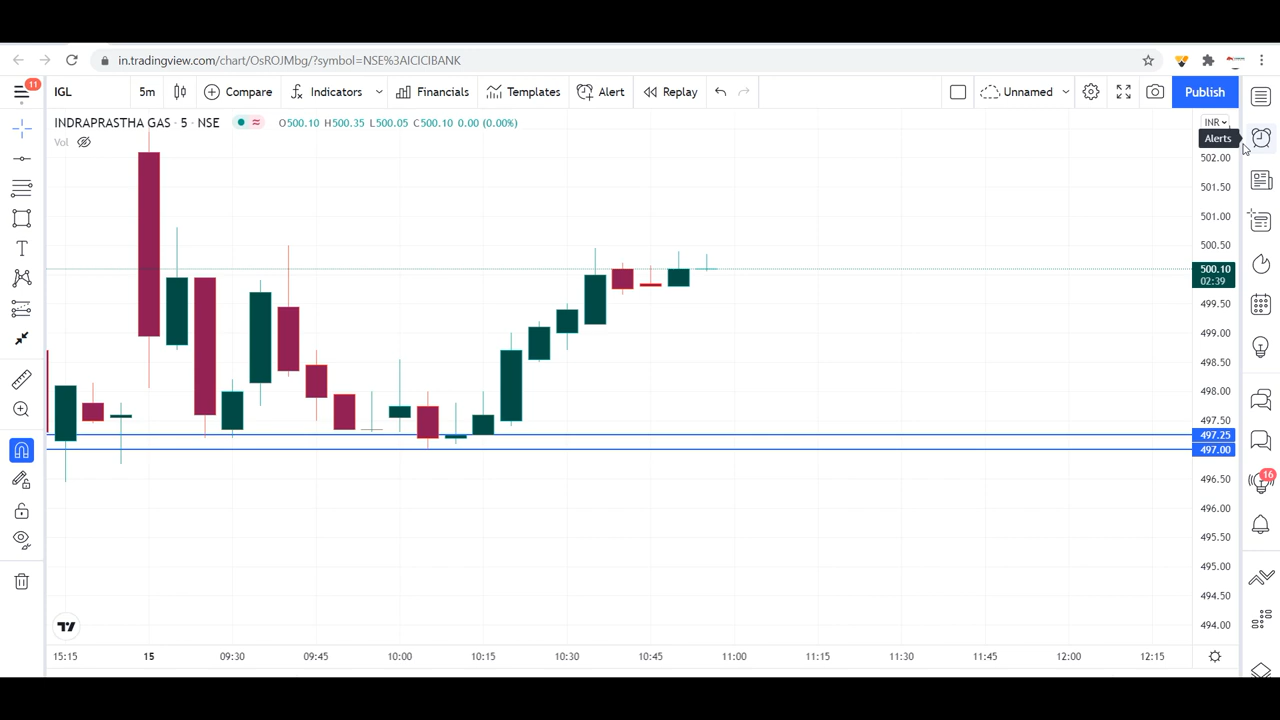 in.tradingview.com/chart/OsROJMbg/?symbol=NSE%3AICICIBANK
11
IGL
5m
Compare
Indicators
Financials
Templates
Alert
Replay
Unnamed
Publish
INDRAPRASTHA GAS · 5 · NSE
O500.10 H500.35 L500.05 C500.10 0.00 (0.00%)
INR
Alerts
Vol
502.00
501.50
501.00
500.50
500.10
02:39
499.50
499.00
498.50
498.00
497.50
497.25
497.00
496.50
496.00
495.50
495.00
494.50
494.00
16
T
15:15 15 09:30 09:45 10:00 10:15 10:30 10:45 11:00 11:15 11:30 11:45 12:00 12:15